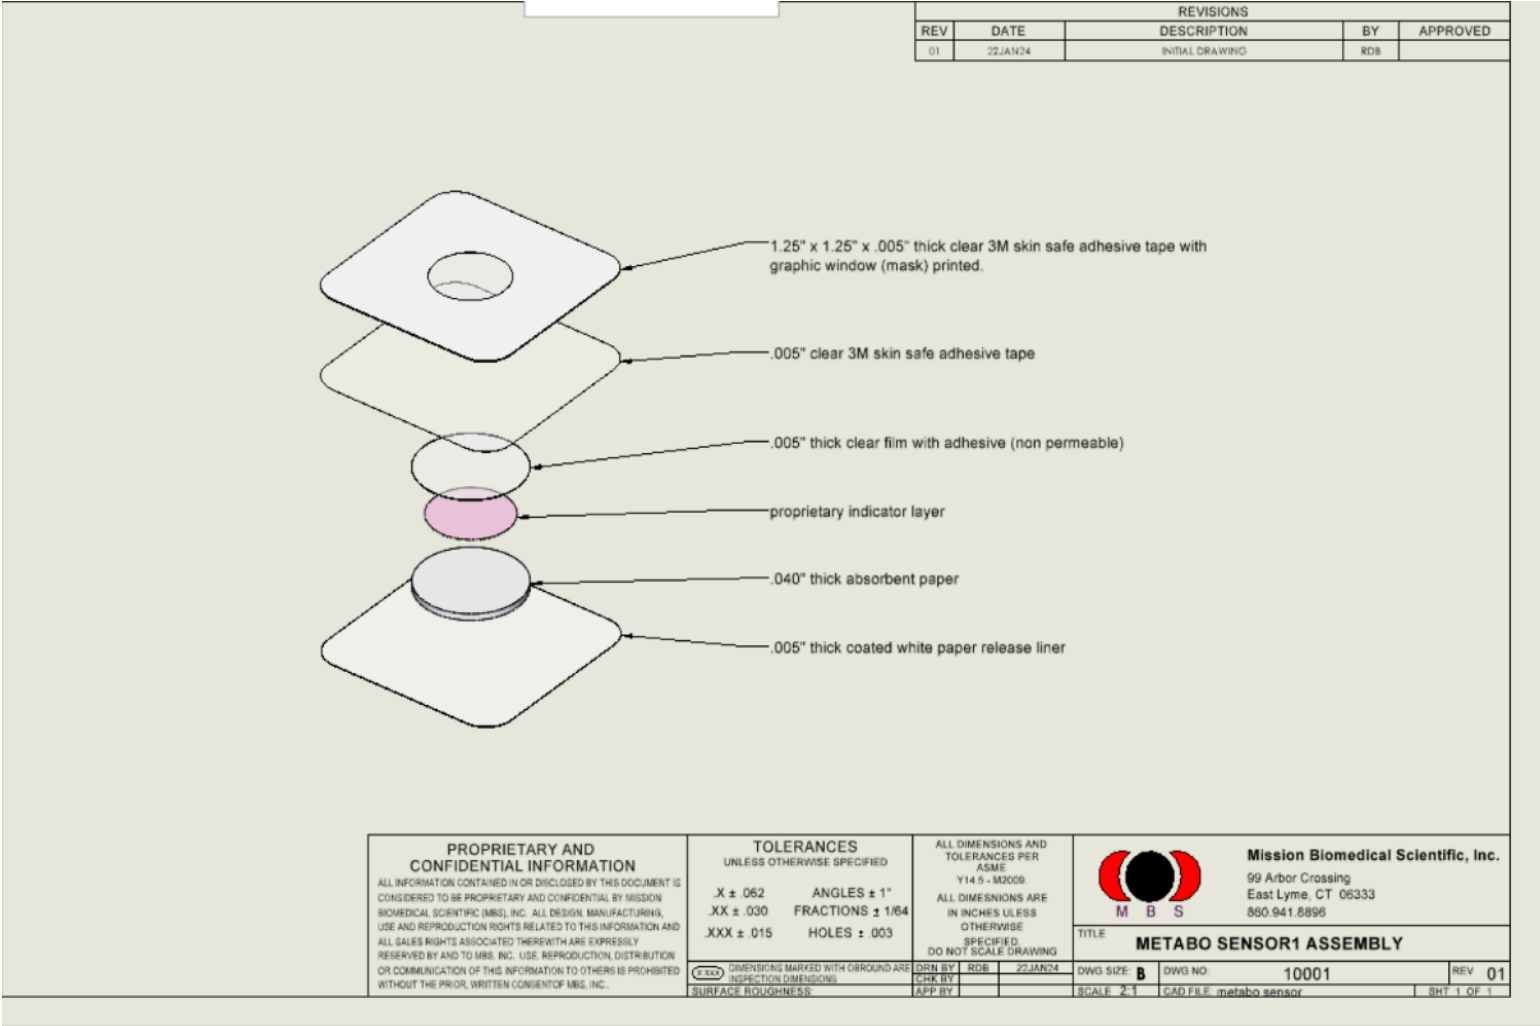 REVISIONS
REV DATE DESCRIPTION BY APPROVED
01 22JAN24 INITIAL DRAWING RDB
1.25" x 1.25" x .005" thick clear 3M skin safe adhesive tape with
graphic window (mask) printed.
.005" clear 3M skin safe adhesive tape
.005" thick clear film with adhesive (non permeable)
proprietary indicator layer
.040" thick absorbent paper
.005" thick coated white paper release liner
PROPRIETARY AND
CONFIDENTIAL INFORMATION
ALL INFORMATION CONTAINED IN OR DISCLOSED BY THIS DOCUMENT IS
CONSIDERED TO BE PROPRIETARY AND CONFIDENTIAL BY MISSION
BIOMEDICAL SCIENTIFIC (MBS), INC. ALL DESIGN, MANUFACTURING,
USE AND REPRODUCTION RIGHTS RELATED TO THIS INFORMATION AND
ALL SALES RIGHTS ASSOCIATED THEREWITH ARE EXPRESSLY
RESERVED BY AND TO MBS, INC. USE, REPRODUCTION, DISTRIBUTION
OR COMMUNICATION OF THIS INFORMATION TO OTHERS IS PROHIBITED
WITHOUT THE PRIOR, WRITTEN CONSENTOF MBS, INC..
TOLERANCES
UNLESS OTHERWISE SPECIFIED
.X ± .062 ANGLES ± 1°
.XX ± .030 FRACTIONS ± 1/64
.XXX ± .015 HOLES ± .003
X.XXX DIMENSIONS MARKED WITH OBROUND ARE
INSPECTION DIMENSIONS
SURFACE ROUGHNESS:
ALL DIMENSIONS AND
TOLERANCES PER
ASME
Y14.5 - M2009.
ALL DIMESNIONS ARE
IN INCHES ULESS
OTHERWISE
SPECIFIED.
DO NOT SCALE DRAWING
DRN BY RDB 22JAN24
CHK BY
APP BY
M B S
Mission Biomedical Scientific, Inc.
99 Arbor Crossing
East Lyme, CT 06333
860.941.8896
TITLE
METABO SENSOR1 ASSEMBLY
DWG SIZE: B DWG NO: 10001 REV 01
SCALE 2:1 CAD FILE: metabo sensor SHT 1 OF 1